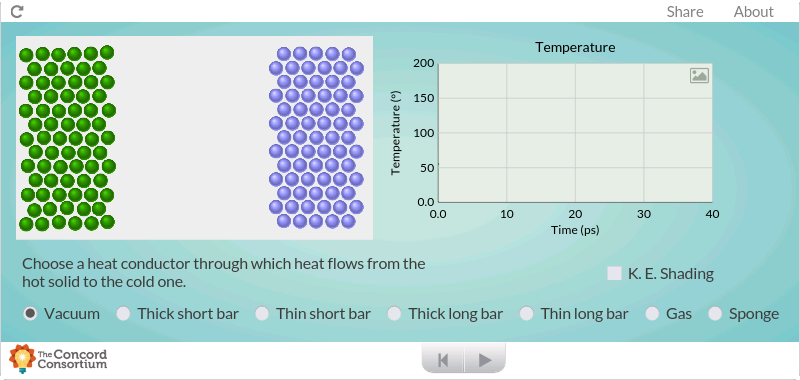 Share About
Temperature
Temperature (°)
200
150
100
50
0.0
0.0 10 20 30 40
Time (ps)
Choose a heat conductor through which heat flows from the
hot solid to the cold one.
K. E. Shading
Vacuum Thick short bar Thin short bar Thick long bar Thin long bar Gas Sponge
The Concord
Consortium